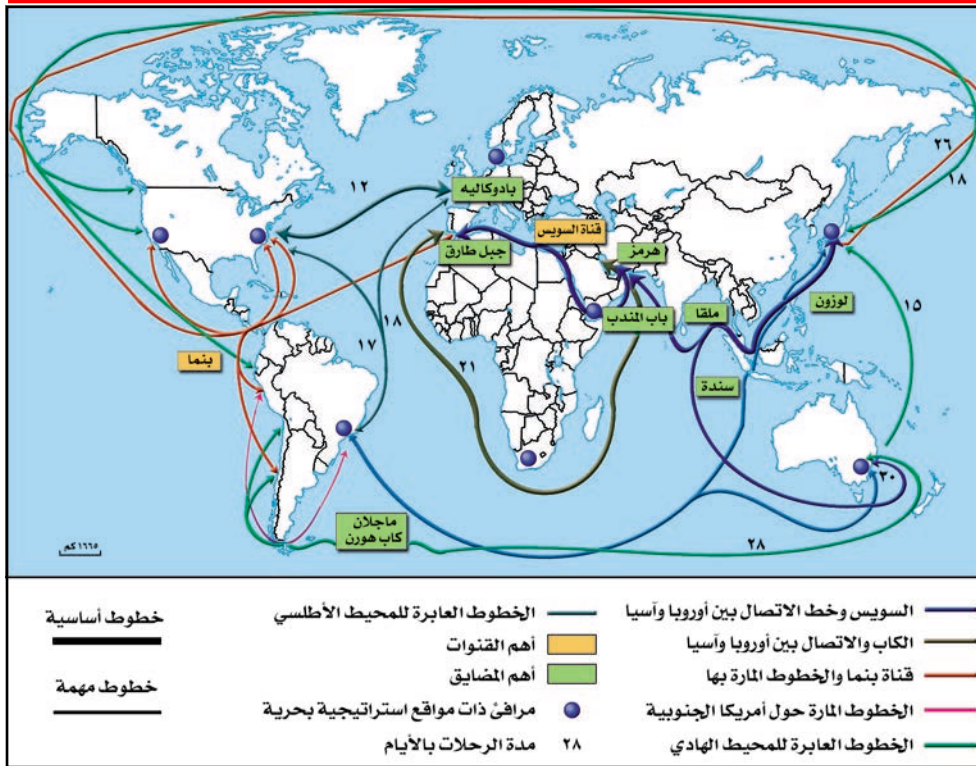 ١٢
٢٦
١٨
بادوكاليه
قناة السويس
جبل طارق
هرمز
باب المندب
ملقا
لوزون
١٨
١٧
١٥
بنما
٢١
سندة
٣٠
ماجلان
كاب هورن
٢٨
١٦٦٥ كم
السويس وخط الاتصال بين أوروبا وآسيا
الكاب والاتصال بين أوروبا وآسيا
قناة بنما والخطوط المارة بها
الخطوط المارة حول أمريكا الجنوبية
الخطوط العابرة للمحيط الهادي
الخطوط العابرة للمحيط الأطلسي
أهم القنوات
أهم المضايق
مرافئ ذات مواقع استراتيجية بحرية
٢٨ مدة الرحلات بالأيام
خطوط أساسية
خطوط مهمة